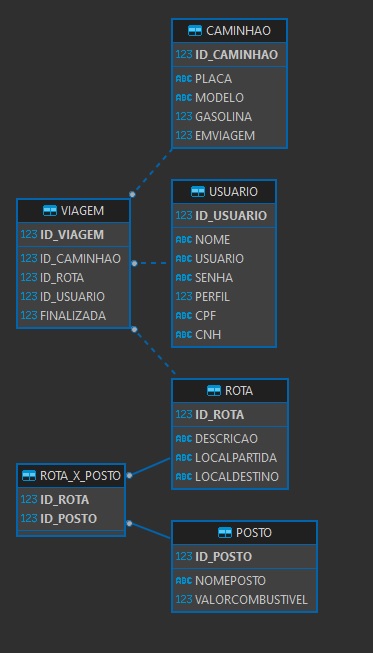 CAMINHAO
123 ID_CAMINHAO
ABC PLACA
ABC MODELO
123 GASOLINA
123 EMVIAGEM
USUARIO
123 ID_USUARIO
ABC NOME
ABC USUARIO
ABC SENHA
123 PERFIL
ABC CPF
ABC CNH
VIAGEM
123 ID_VIAGEM
123 ID_CAMINHAO
123 ID_ROTA
123 ID_USUARIO
123 FINALIZADA
ROTA
123 ID_ROTA
ABC DESCRICAO
ABC LOCALPARTIDA
ABC LOCALDESTINO
ROTA_X_POSTO
123 ID_ROTA
123 ID_POSTO
POSTO
123 ID_POSTO
ABC NOMEPOSTO
123 VALORCOMBUSTIVEL